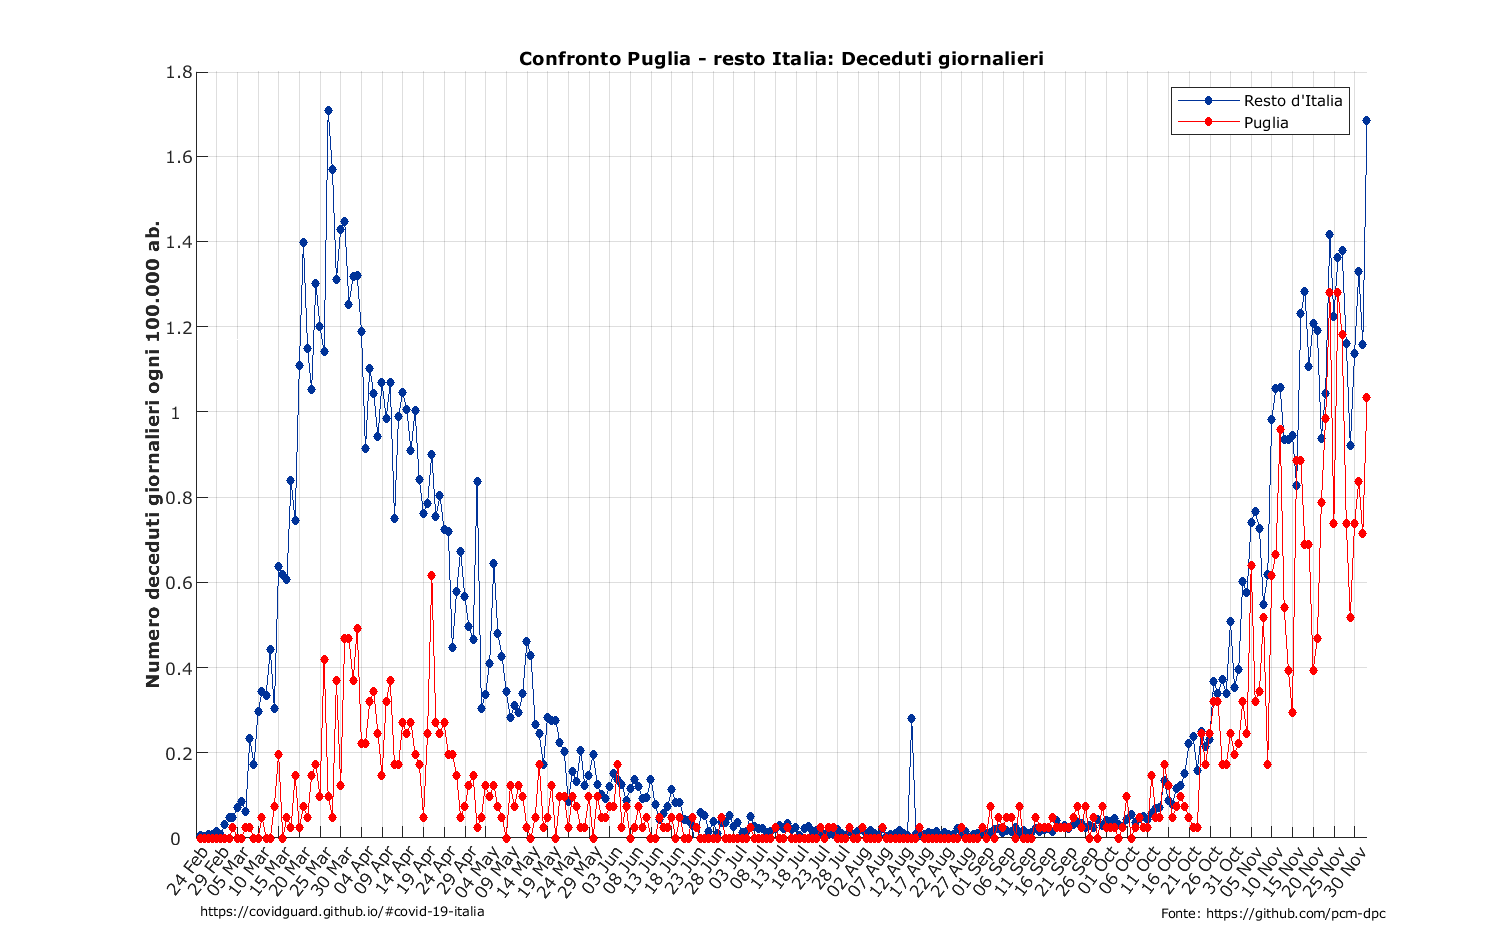 Confronto Puglia - resto Italia: Deceduti giornalieri
Numero deceduti giornalieri ogni 100.000 ab.
1.8
1.6
1.4
1.2
1
0.8
0.6
0.4
0.2
0
Resto d'Italia
Puglia
24 Feb
29 Feb
05 Mar
10 Mar
15 Mar
20 Mar
25 Mar
30 Mar
04 Apr
09 Apr
14 Apr
19 Apr
24 Apr
29 Apr
04 May
09 May
14 May
19 May
24 May
29 May
03 Jun
08 Jun
13 Jun
18 Jun
23 Jun
28 Jun
03 Jul
08 Jul
13 Jul
18 Jul
23 Jul
28 Jul
02 Aug
07 Aug
12 Aug
17 Aug
22 Aug
27 Aug
01 Sep
06 Sep
11 Sep
16 Sep
21 Sep
26 Sep
01 Oct
06 Oct
11 Oct
16 Oct
21 Oct
26 Oct
31 Oct
05 Nov
10 Nov
15 Nov
20 Nov
25 Nov
30 Nov
https://covidguard.github.io/#covid-19-italia
Fonte: https://github.com/pcm-dpc